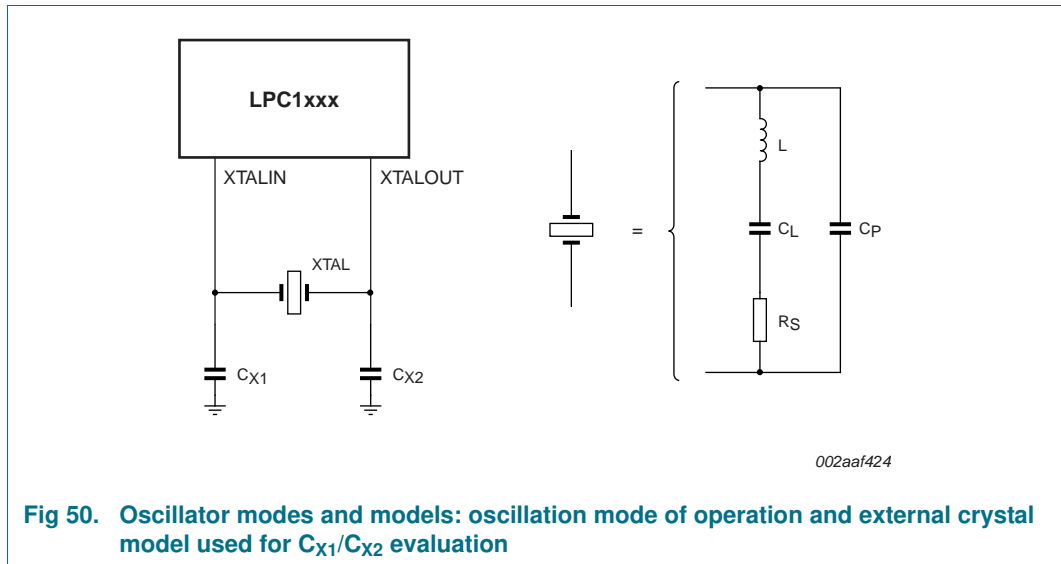 LPC1xxx
XTALIN
XTALOUT
XTAL
CX1
CX2
=
L
CL
CP
RS
002aaf424
Fig 50. Oscillator modes and models: oscillation mode of operation and external crystal
model used for CX1/CX2 evaluation